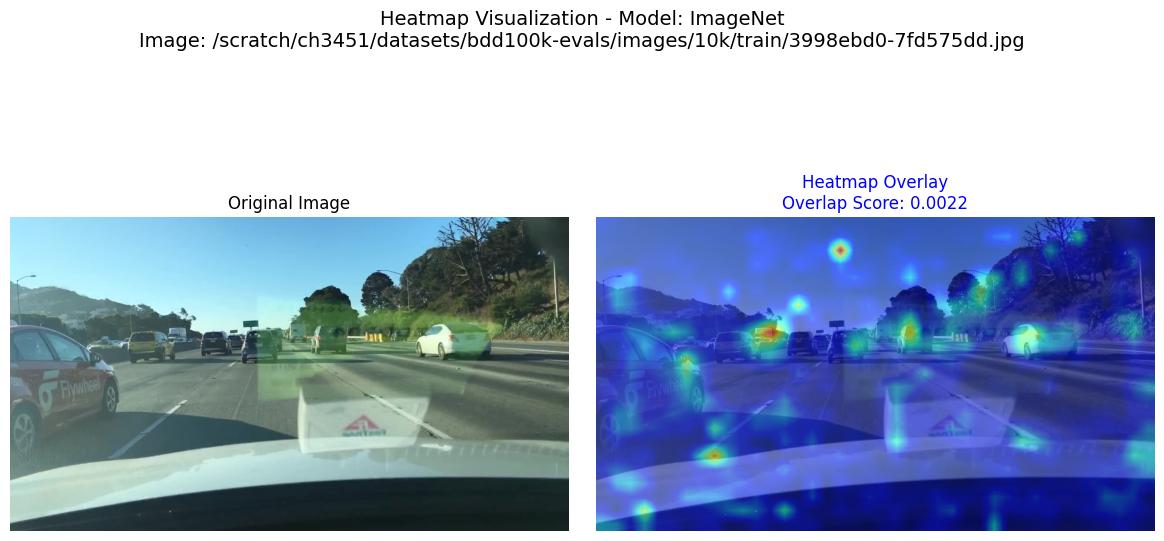 Heatmap Visualization - Model: ImageNet
Image: /scratch/ch3451/datasets/bdd100k-evals/images/10k/train/3998ebd0-7fd575dd.jpg
Original Image
Heatmap Overlay
Overlap Score: 0.0022
Flywheel
Flywheel